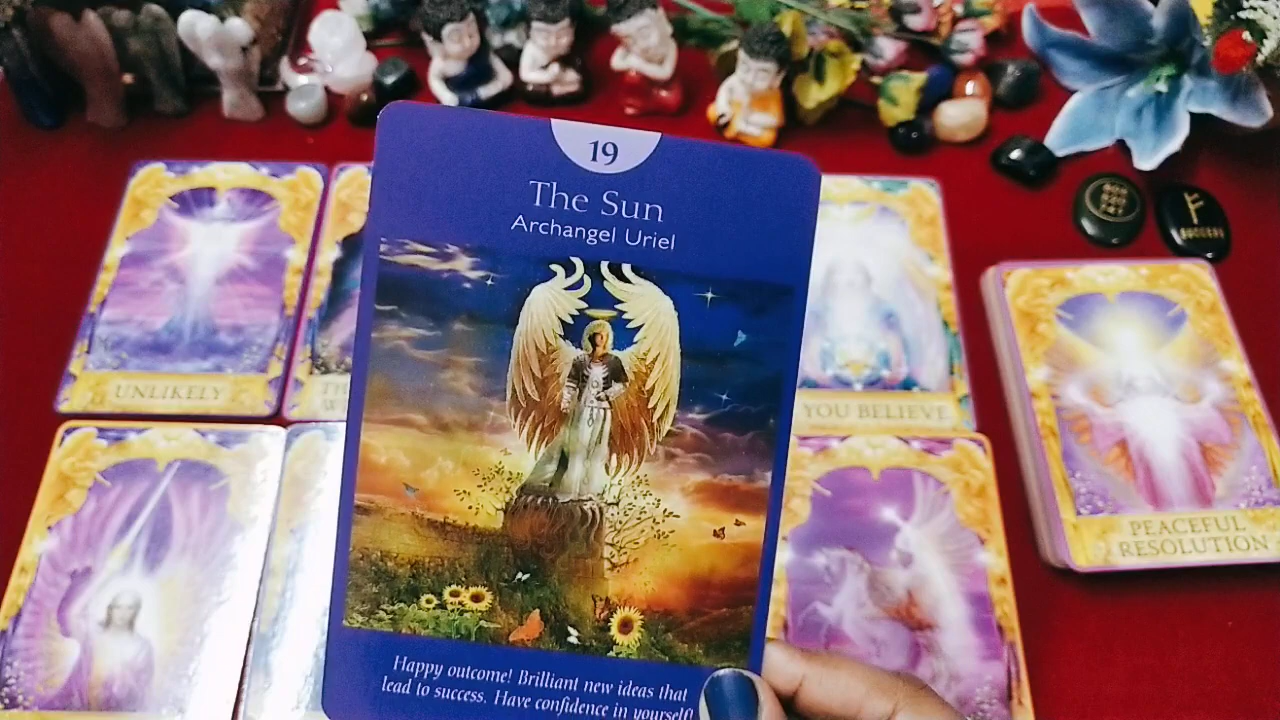 19
The Sun
Archangel Uriel
Happy outcome! Brilliant new ideas that
lead to success. Have confidence in yourself!
UNLIKELY
YOU BELIEVE
PEACEFUL
RESOLUTION
SUCCESS